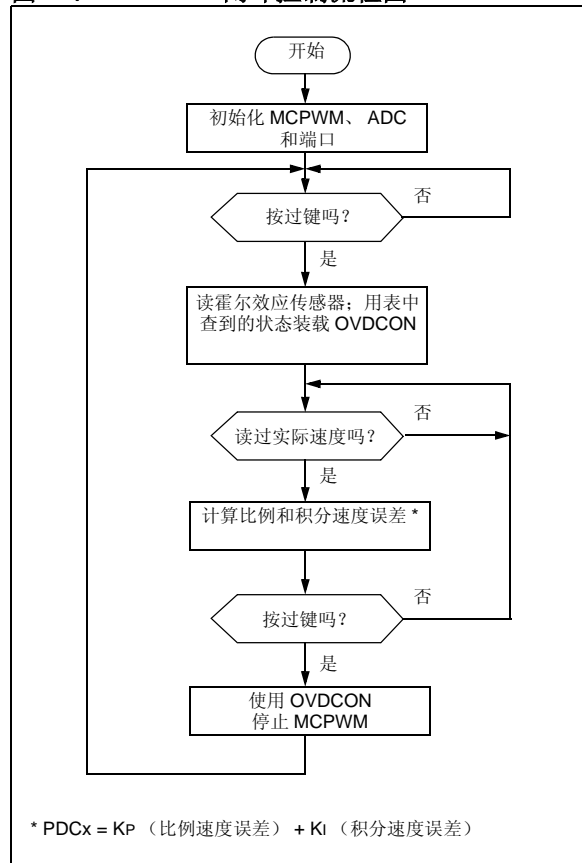 开始
初始化 MCPWM、 ADC
和端口
否
按过键吗？
是
读霍尔效应传感器；用表中
查到的状态装载 OVDCON
否
读过实际速度吗？
是
计算比例和积分速度误差 *
否
按过键吗？
是
使用 OVDCON
停止 MCPWM
* PDCx = KP （比例速度误差） + KI （积分速度误差）